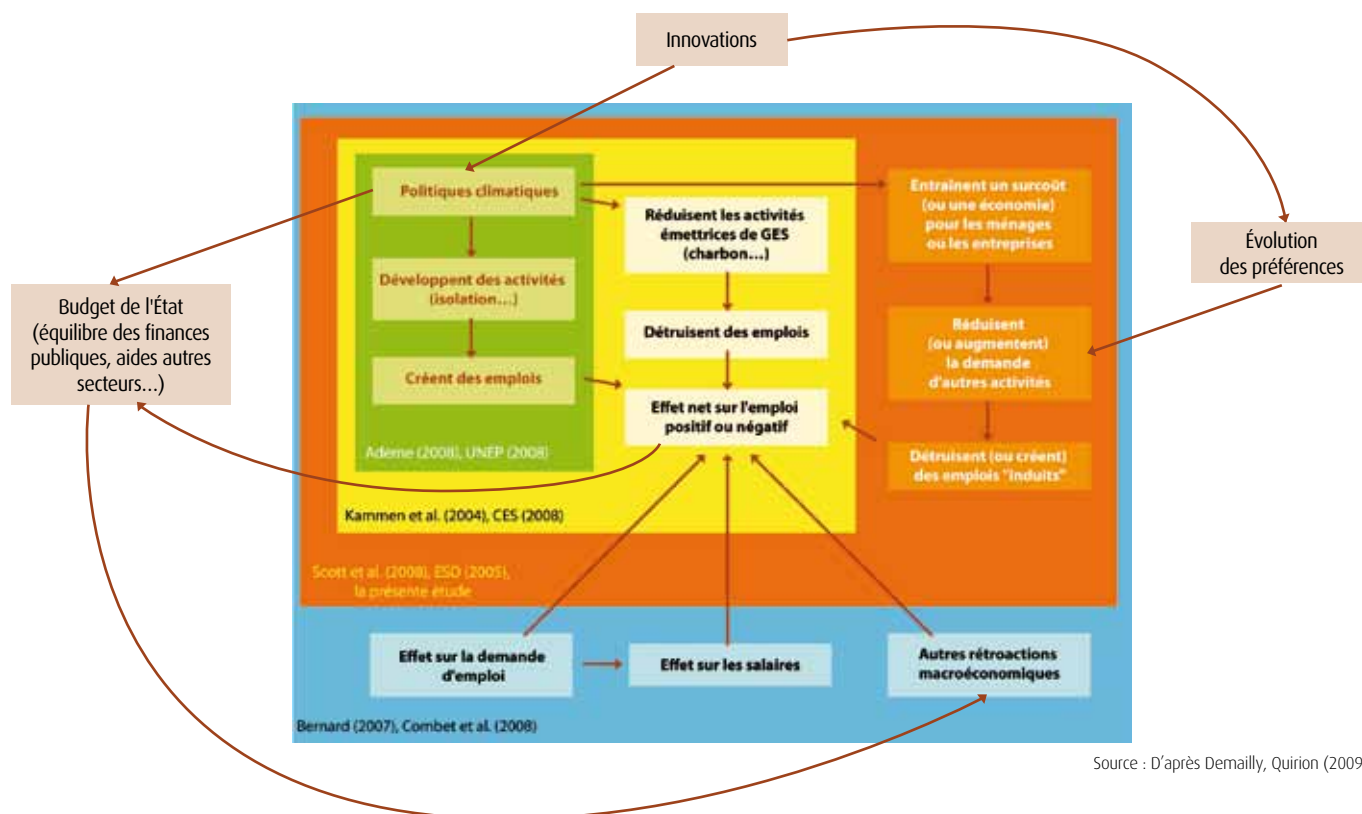 Innovations
Politiques climatiques
Développent des activités
(isolation...)
Créent des emplois
Ademe (2008), UNEP (2008)
Réduisent les activités
émettrices de GES
(charbon...)
Détruisent des emplois
Effet net sur l'emploi
positif ou négatif
Kammen et al. (2004), CES (2008)
Entraînent un surcoût
(ou une économie)
pour les ménages
ou les entreprises
Réduisent
(ou augmentent)
la demande
d'autres activités
Détruisent (ou créent)
des emplois "induits"
Scott et al. (2008), ESD (2005),
la présente étude
Évolution
des préférences
Budget de l'État
(équilibre des finances
publiques, aides autres
secteurs...)
Effet sur la demande
d'emploi
Effet sur les salaires
Autres rétroactions
macroéconomiques
Bernard (2007), Combet et al. (2008)
Source : D'après Demailly, Quirion (2009